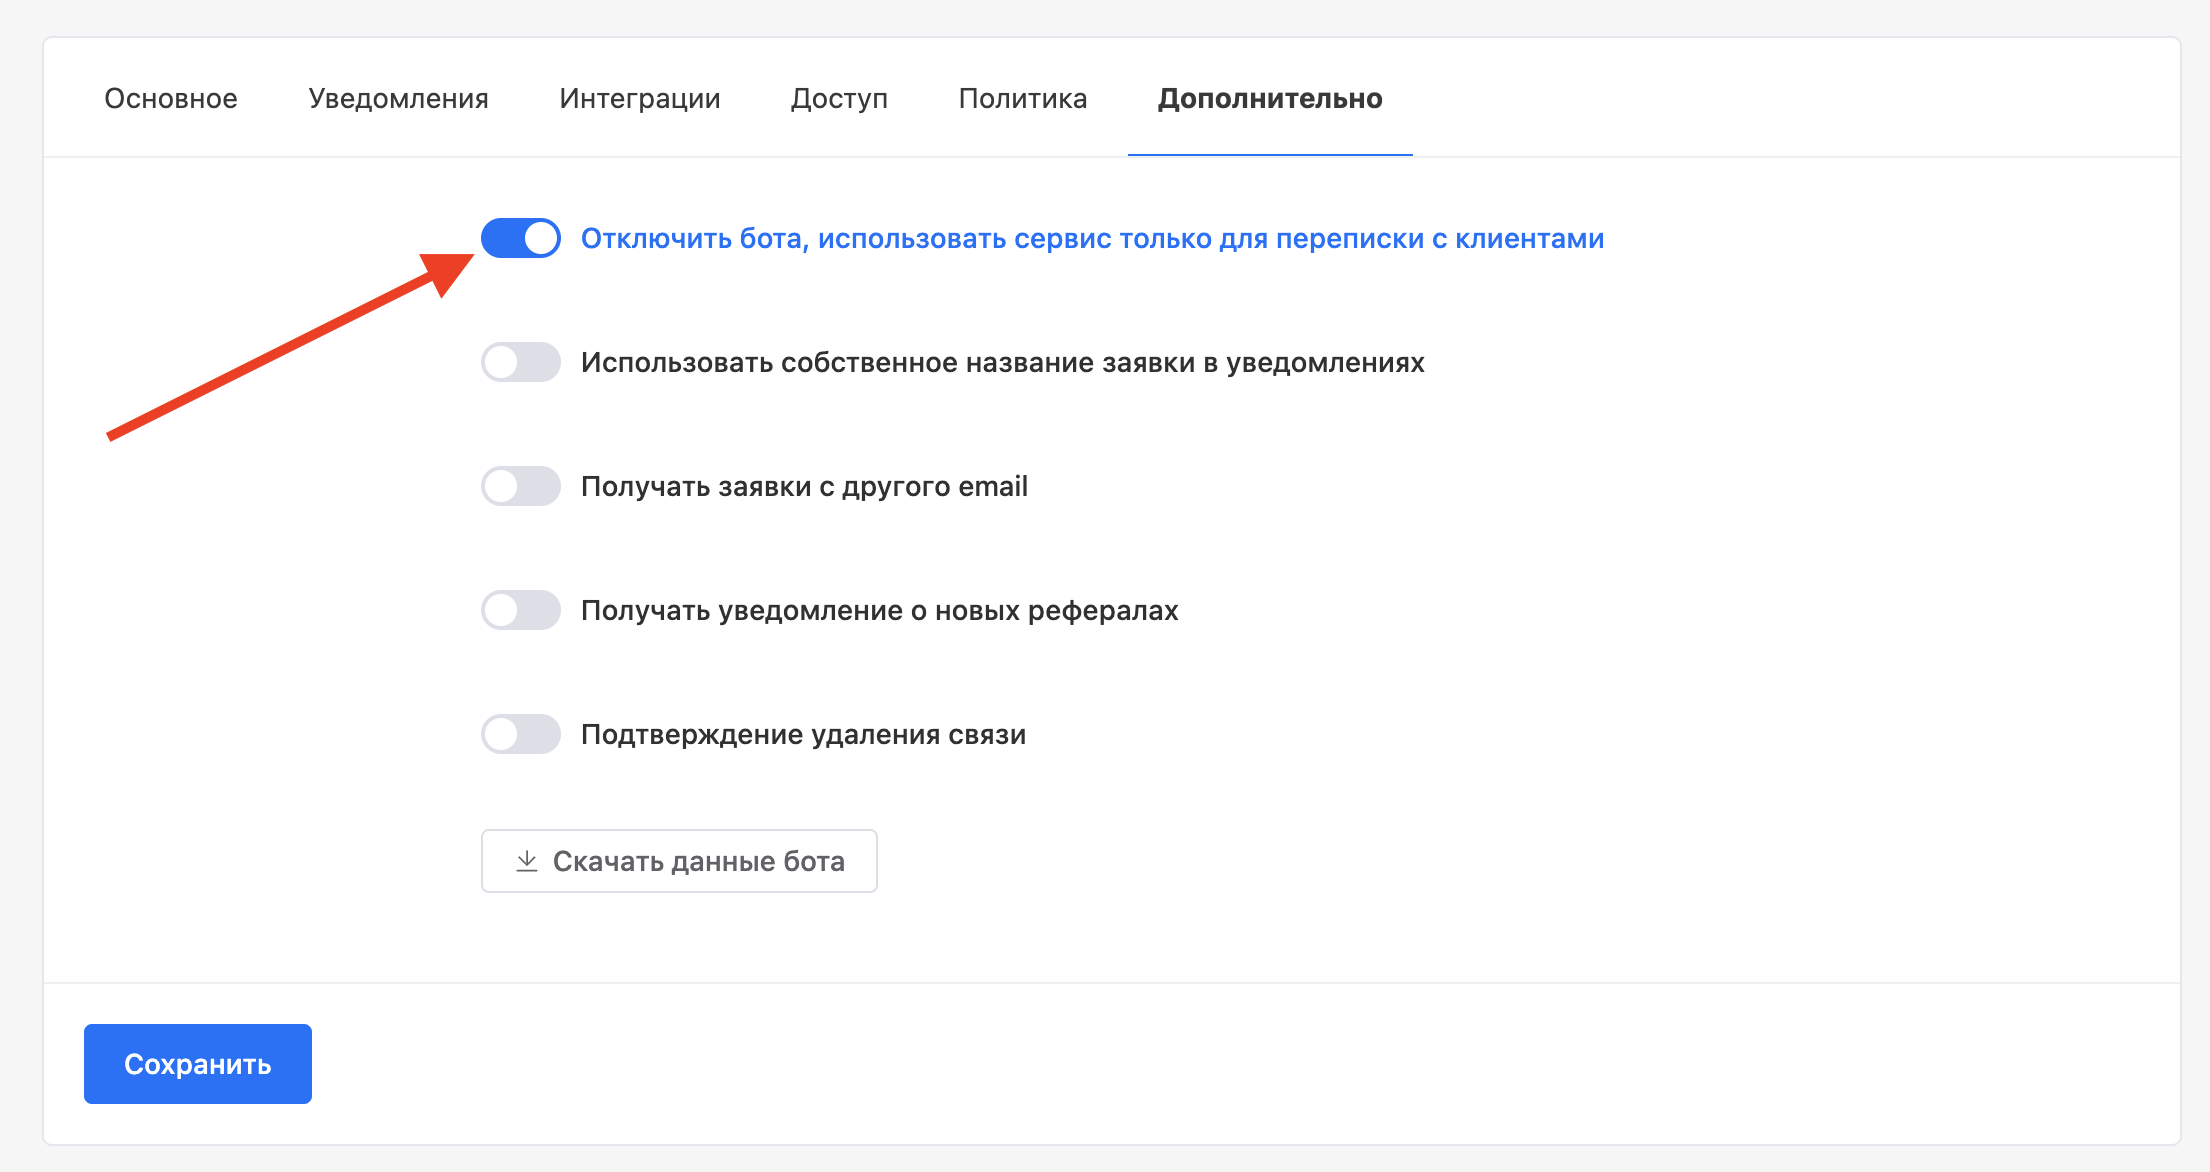 Основное Уведомления Интеграции Доступ Политика Дополнительно
Отключить бота, использовать сервис только для переписки с клиентами
Использовать собственное название заявки в уведомлениях
Получать заявки с другого email
Получать уведомление о новых рефералах
Подтверждение удаления связи
Скачать данные бота
Сохранить